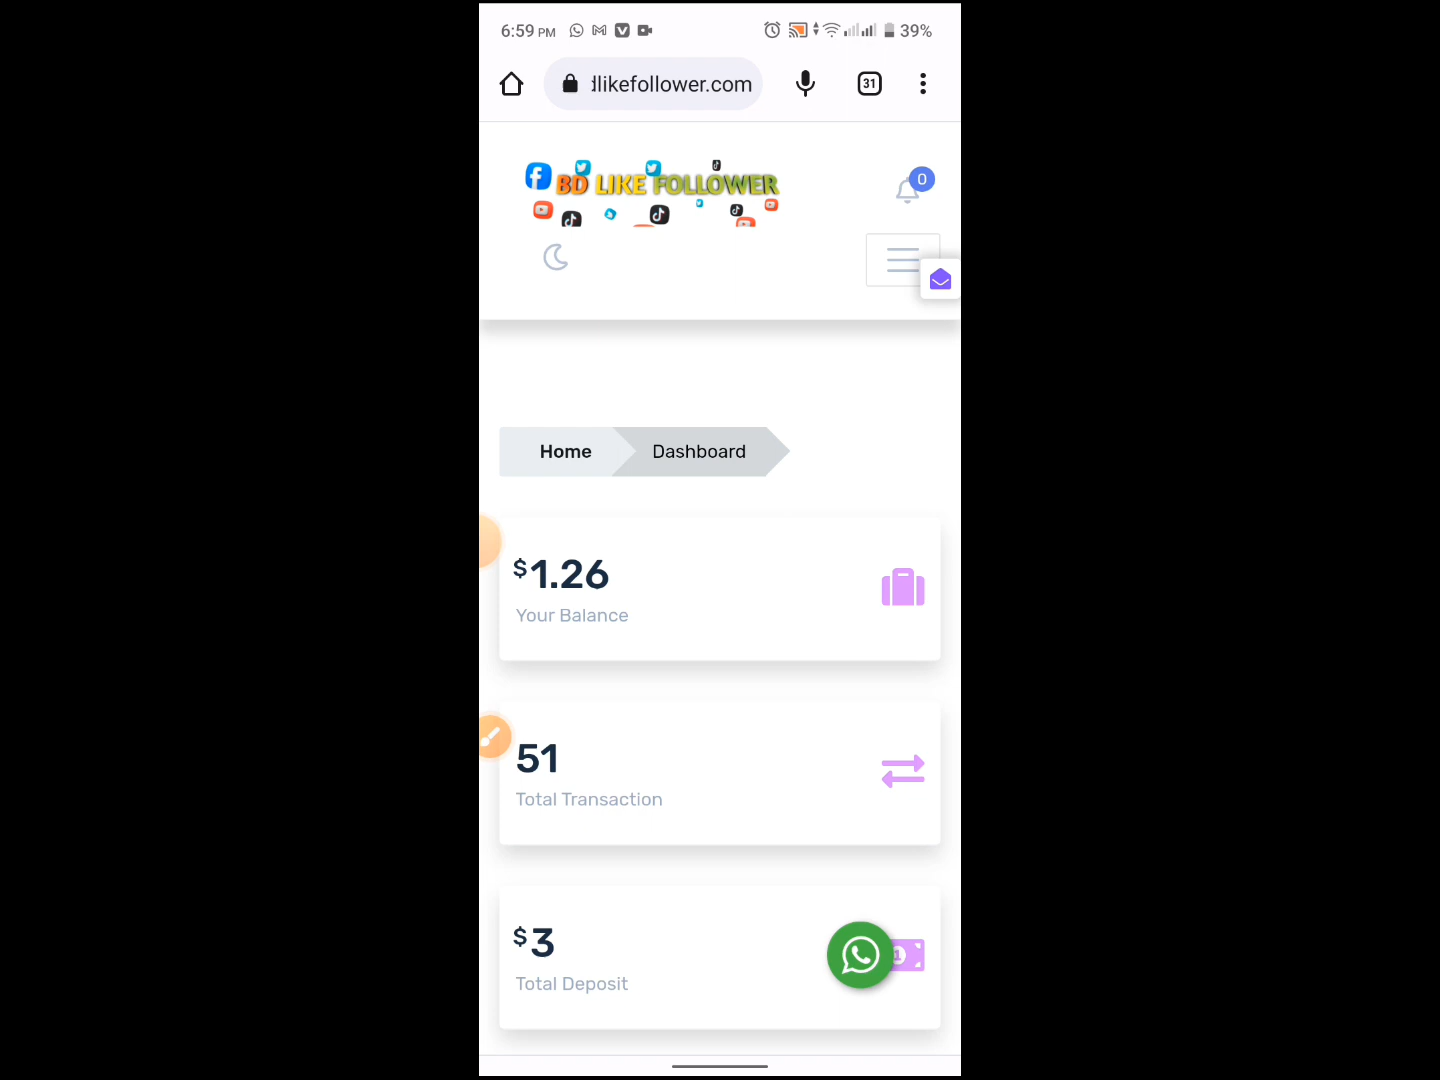 6:59 PM
39%
dlikefollower.com
31
BD LIKE FOLLOWER
0
Home
Dashboard
$1.26
Your Balance
51
Total Transaction
$3
Total Deposit
1